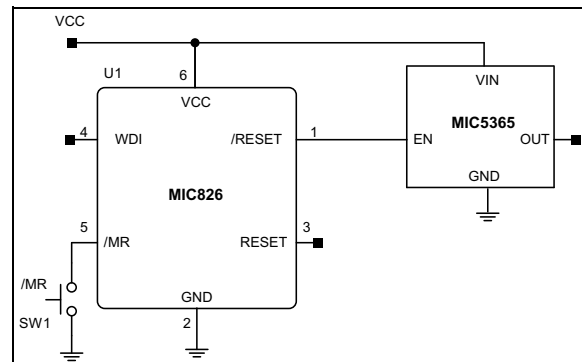 VCC
U1
6
VCC
VIN
4
WDI
/RESET
1
EN
MIC5365
OUT
GND
MIC826
5
/MR
RESET
3
/MR
SW1
GND
2